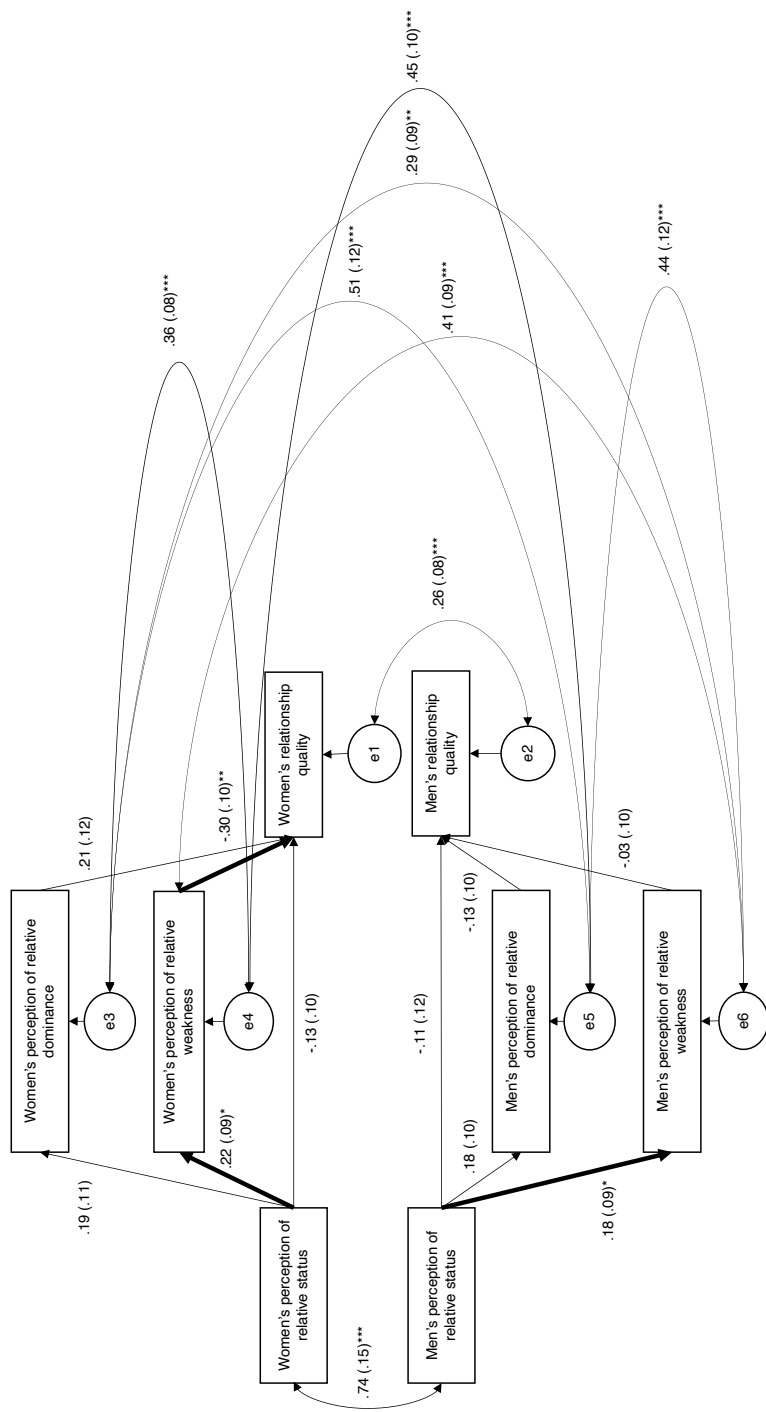 .45 (.10)***
.29 (.09)**
.51 (.12)***
.36 (.08)***
.41 (.09)***
.44 (.12)***
.26 (.08)***
Women's perception of relative
dominance
e3
.21 (.12)
.19 (.11)
Women's perception of relative
weakness
e4
-.30 (.10)**
.22 (.09)*
Women's perception of
relative status
-.13 (.10)
Women's relationship
quality
e1
.74 (.15)***
Men's perception of
relative status
-.11 (.12)
Men's relationship
quality
e2
.18 (.10)
Men's perception of relative
dominance
e5
-.13 (.10)
.18 (.09)*
Men's perception of relative
weakness
e6
-.03 (.10)